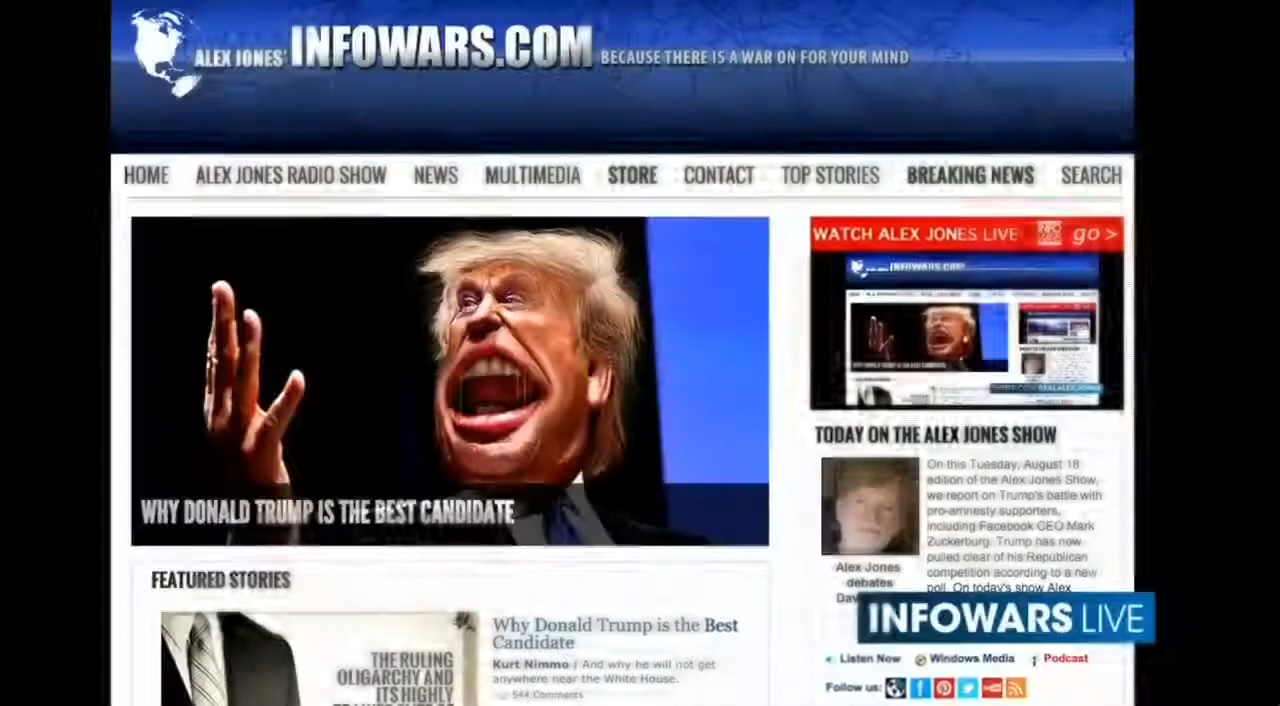 ALEX JONES' INFOWARS.COM BECAUSE THERE IS A WAR ON FOR YOUR MIND
HOME ALEX JONES RADIO SHOW NEWS MULTIMEDIA STORE CONTACT TOP STORIES BREAKING NEWS SEARCH
WHY DONALD TRUMP IS THE BEST CANDIDATE
FEATURED STORIES
THE RULING
OLIGARCHY AND
ITS HIGHLY
Why Donald Trump is the Best
Candidate
Kurt Nimmo | And why he will not get
anywhere near the White House.
544 Comments
WATCH ALEX JONES LIVE INFO WARS go >
INFOWARS.COM
TODAY ON THE ALEX JONES SHOW
On this Tuesday, August 18
edition of the Alex Jones Show,
we report on Trump's battle with
pro-amnesty supporters,
including Facebook CEO Mark
Zuckerburg. Trump has now
pulled clear of his Republican
competition according to a new
poll. On today's show Alex
Alex Jones
debates
INFOWARS LIVE
Listen Now Windows Media Podcast
Follow us: